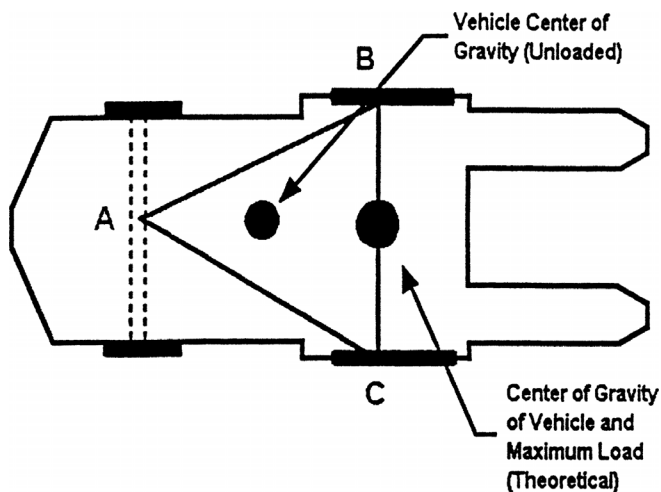 Vehicle Center of
Gravity (Unloaded)
B
A
C
Center of Gravity
of Vehicle and
Maximum Load
(Theoretical)